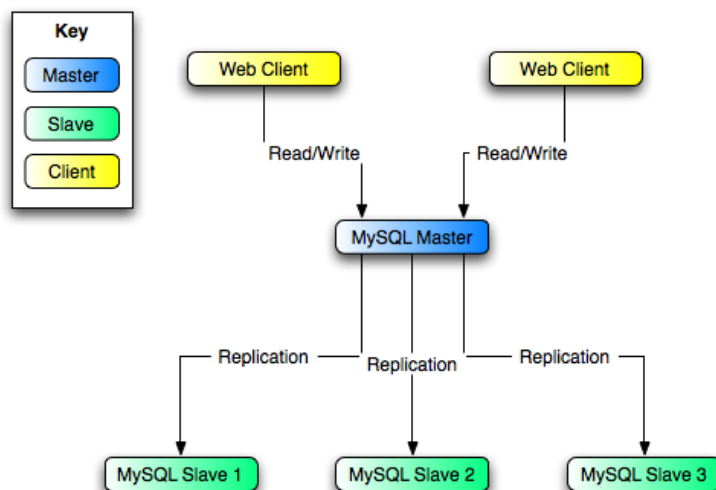 Key
Master
Slave
Client
Web Client
Web Client
Read/Write
Read/Write
MySQL Master
Replication
Replication
Replication
MySQL Slave 1
MySQL Slave 2
MySQL Slave 3